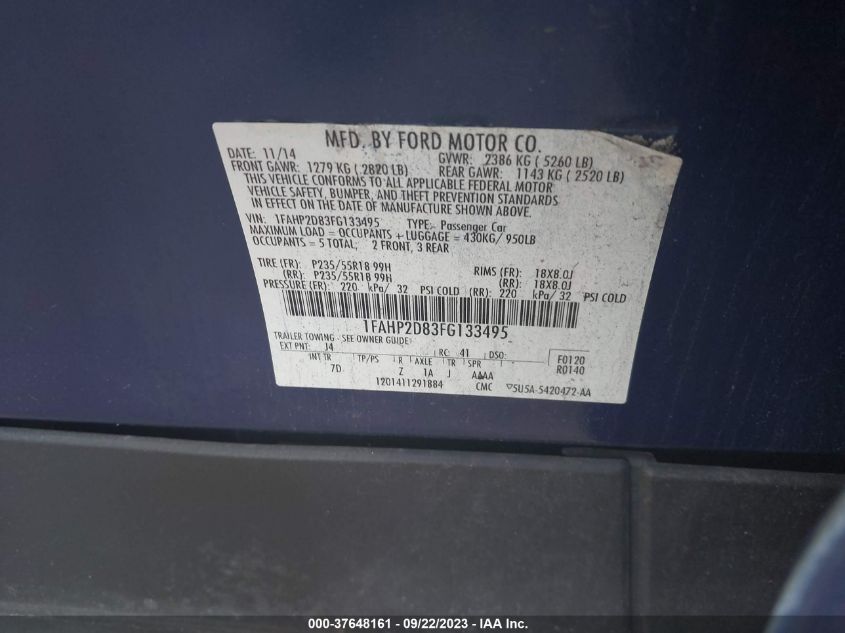 MFD. BY FORD MOTOR CO.
DATE: 11/14 GVWR: 2386 KG ( 5260 LB)
FRONT GAWR: 1279 KG ( 2820 LB) REAR GAWR: 1143 KG ( 2520 LB)
THIS VEHICLE CONFORMS TO ALL APPLICABLE FEDERAL MOTOR
VEHICLE SAFETY, BUMPER, AND THEFT PREVENTION STANDARDS
IN EFFECT ON THE DATE OF MANUFACTURE SHOWN ABOVE.
VIN: 1FAHP2D83FG133495 TYPE: Passenger Car
MAXIMUM LOAD = OCCUPANTS + LUGGAGE = 430KG/ 950LB
OCCUPANTS = 5 TOTAL; 2 FRONT, 3 REAR
TIRE (FR): P235/55R18 99H RIMS (FR): 18X8.0J
(RR): P235/55R18 99H (RR): 18X8.0J
PRESSURE (FR): 220 kPa/ 32 PSI COLD (RR): 220 kPa/ 32 PSI COLD
1FAHP2D83FG133495
TRAILER TOWING - SEE OWNER GUIDE
EXT PNT: J4 RC: 41 DSO: F0120
INT TR TP/PS R AXLE TR SPR R0140
7D Z 1A J AAAA
1201411291884 CMC 5U5A-5420472-AA
000-37648161 - 09/22/2023 - IAA Inc.